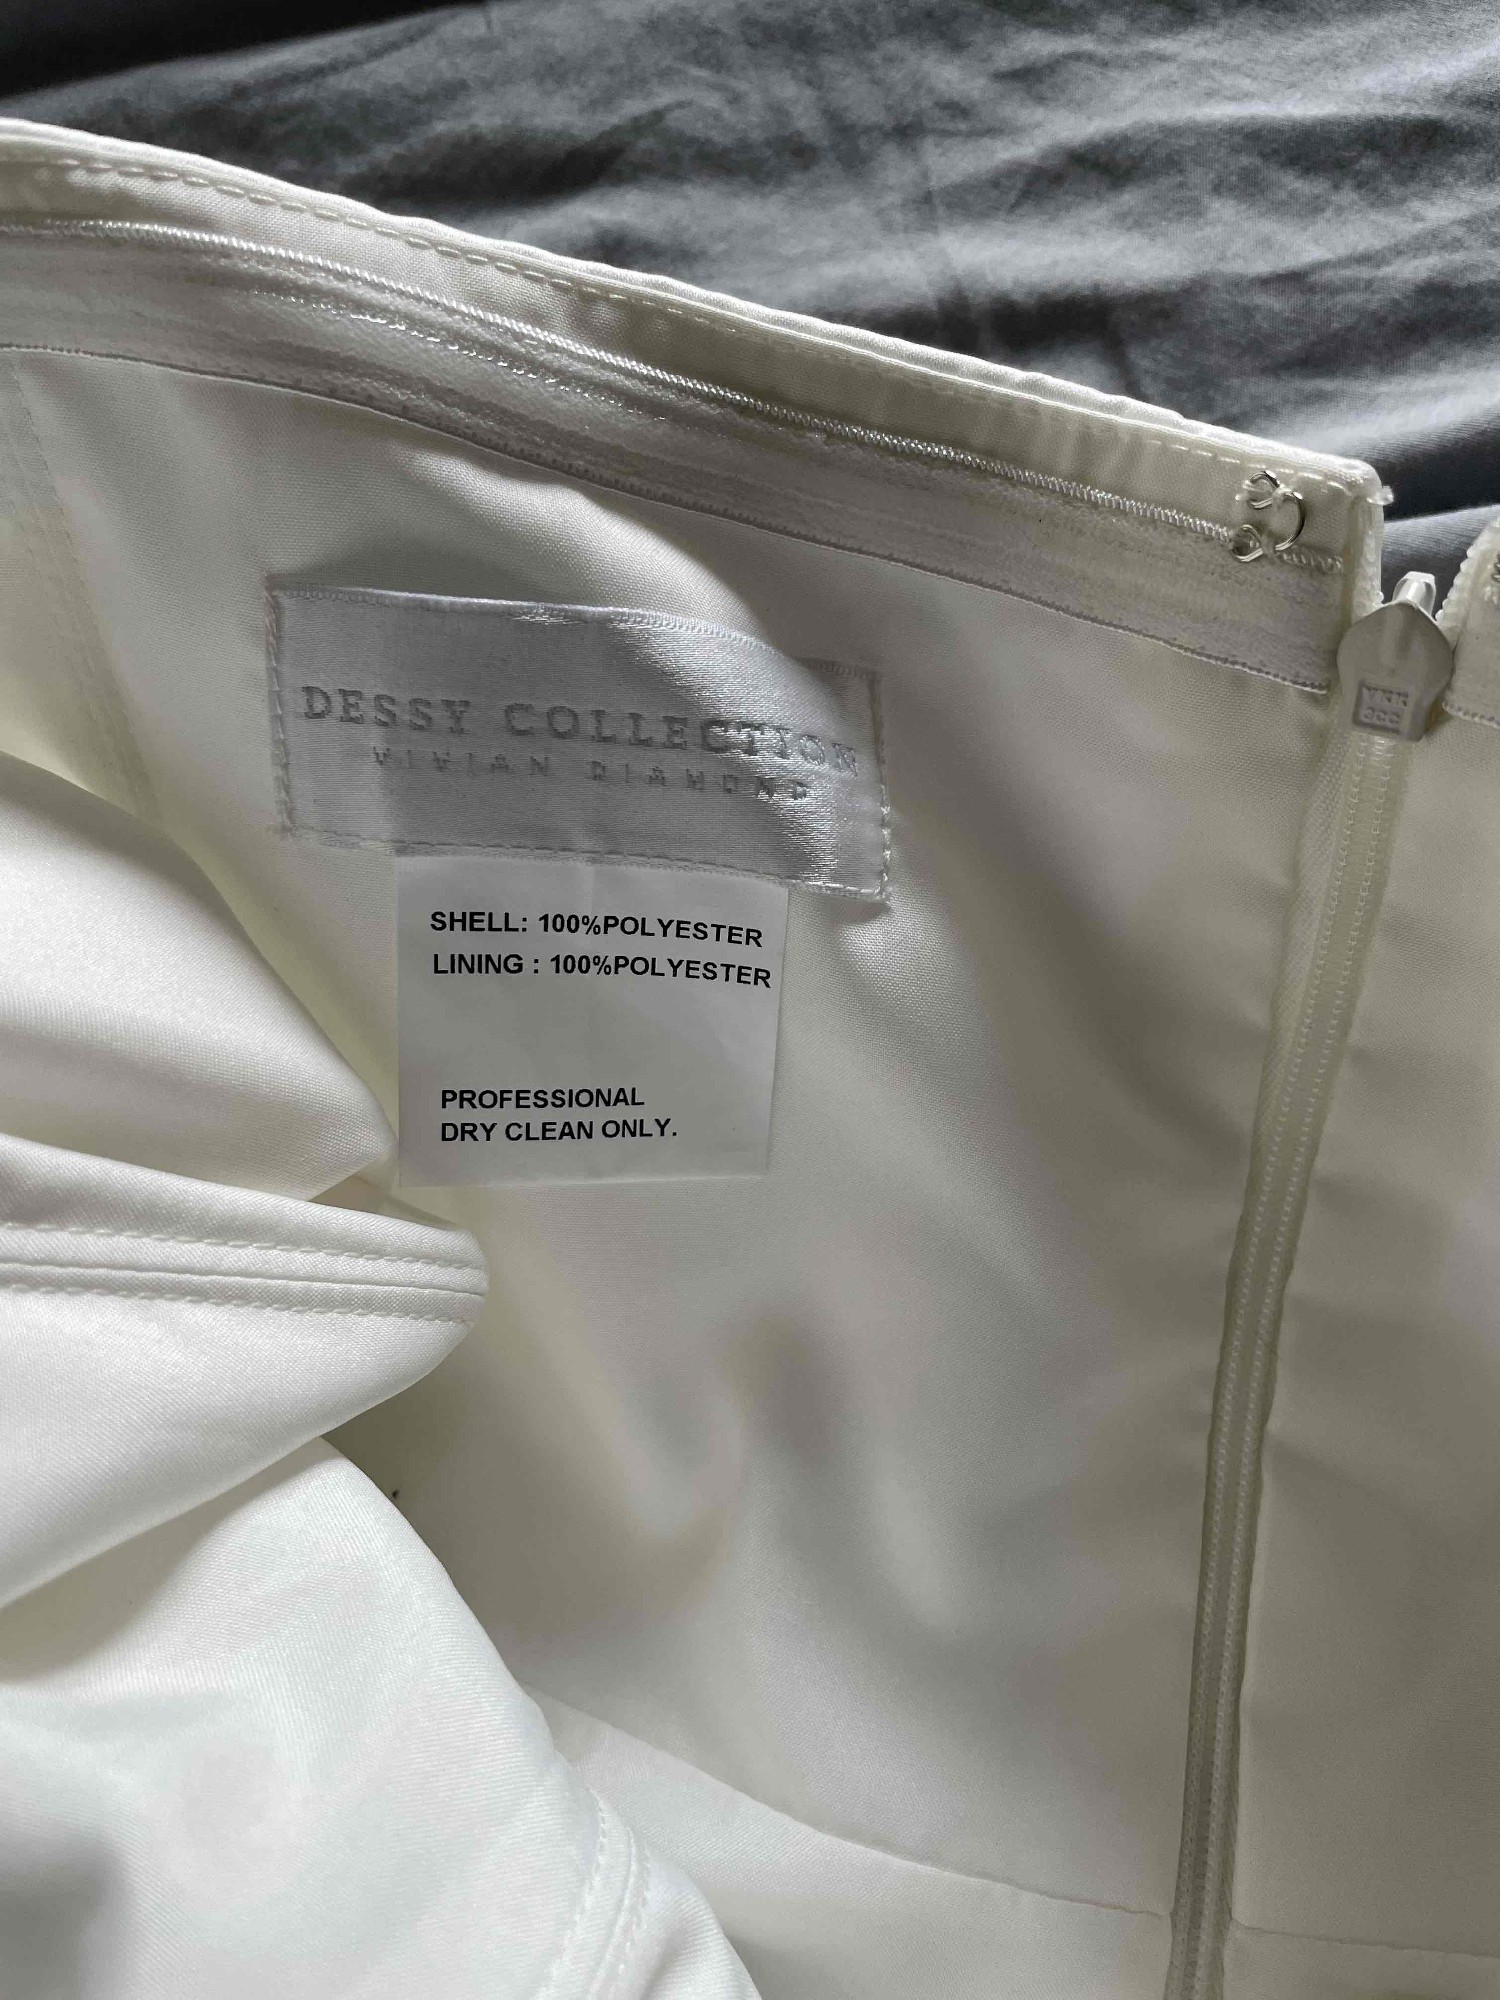 DESSY COLLECTION
VIVIAN DIAMOND
SHELL: 100%POLYESTER
LINING : 100%POLYESTER
PROFESSIONAL
DRY CLEAN ONLY.